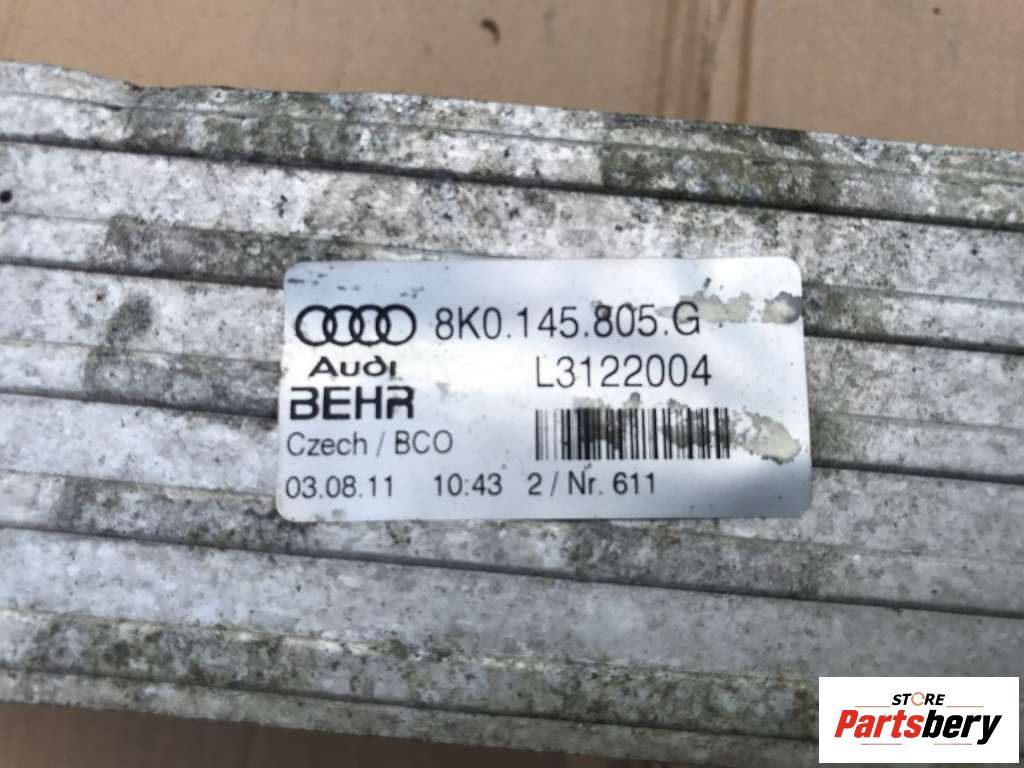 8K0.145.805.G
Audi
L3122004
BEHR
Czech / BCO
03.08.11 10:43 2 / Nr. 611
STORE
Partsbery